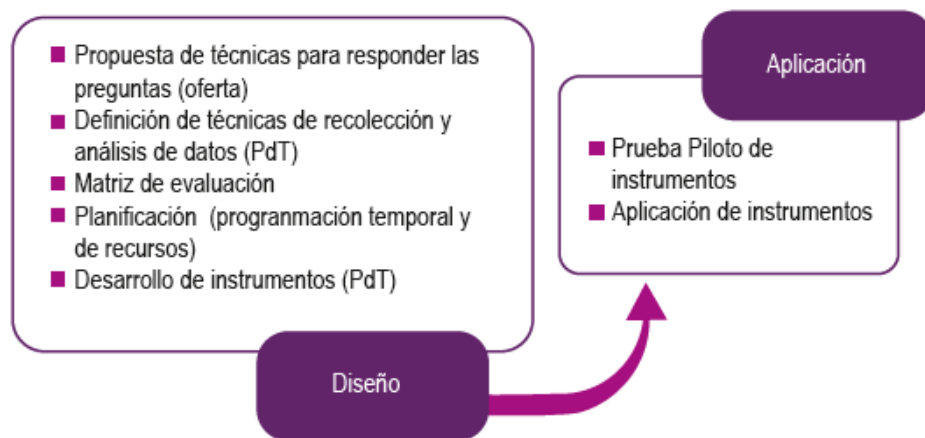 Propuesta de técnicas para responder las
preguntas (oferta)
Definición de técnicas de recolección y
análisis de datos (PdT)
Matriz de evaluación
Planificación (progranmación temporal y
de recursos)
Desarrollo de instrumentos (PdT)
Diseño
Aplicación
Prueba Piloto de
instrumentos
Aplicación de instrumentos